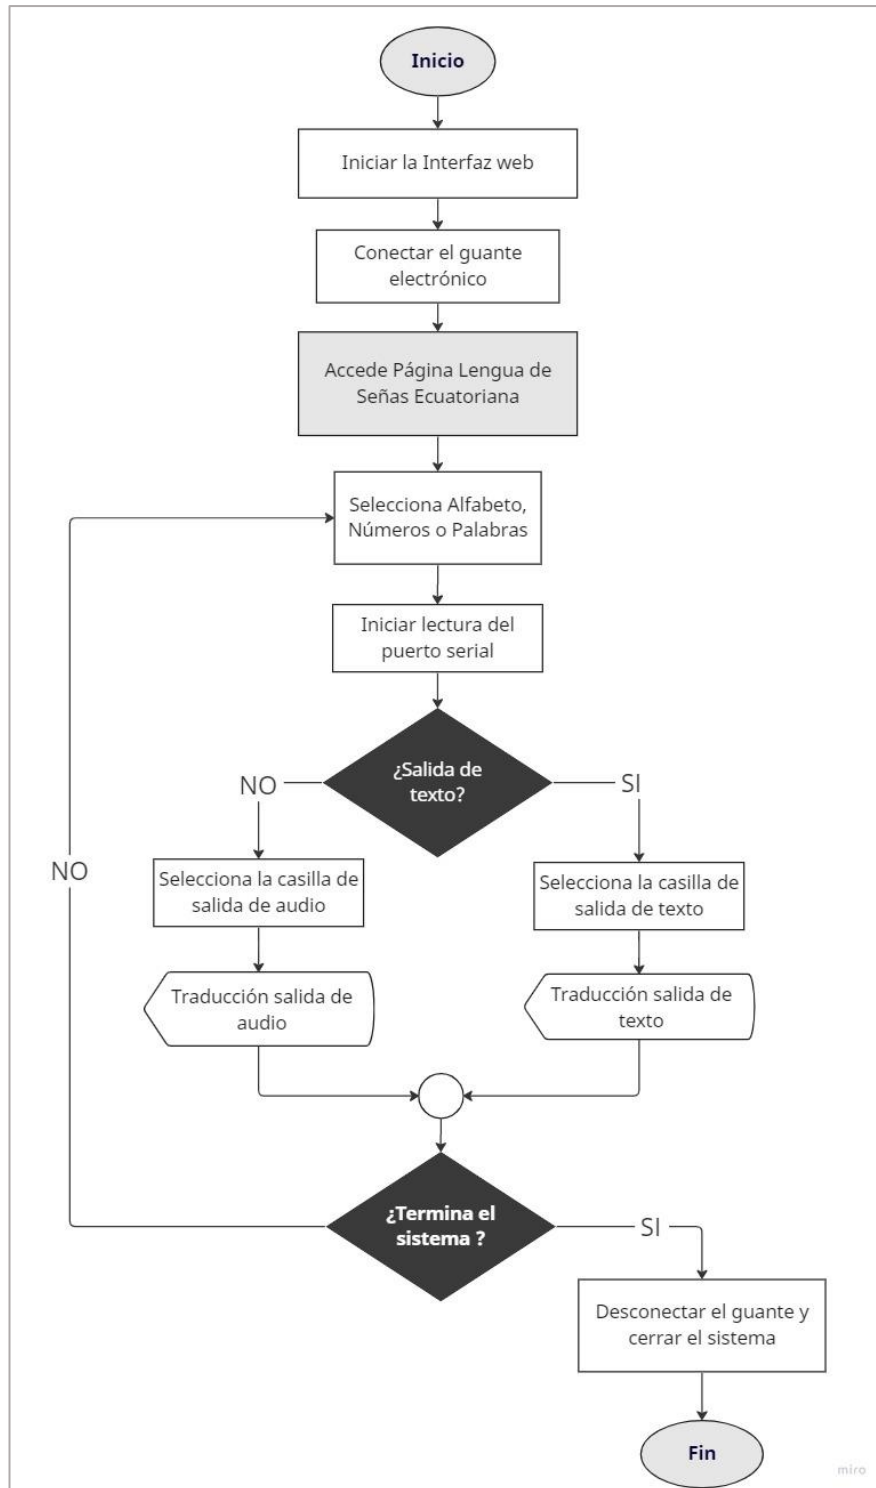 Inicio
Iniciar la Interfaz web
Conectar el guante
electrónico
Accede Página Lengua de
Señas Ecuatoriana
Selecciona Alfabeto,
Números o Palabras
Iniciar lectura del
puerto serial
¿Salida de
texto?
NO
SI
Selecciona la casilla de
salida de audio
Selecciona la casilla de
salida de texto
NO
Traducción salida de
audio
Traducción salida de
texto
¿Termina el
sistema ?
SI
Desconectar el guante y
cerrar el sistema
Fin
miro